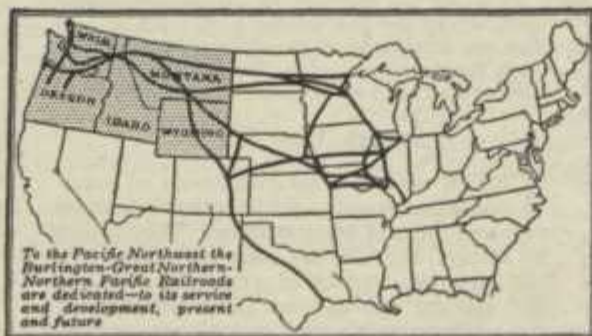 WASH.
MONTANA
OREGON
IDAHO
WYOMING
To the Pacific Northwest the
Burlington-Great Northern-
Northern Pacific Railroads
are dedicated—to its service
and development, present
and future